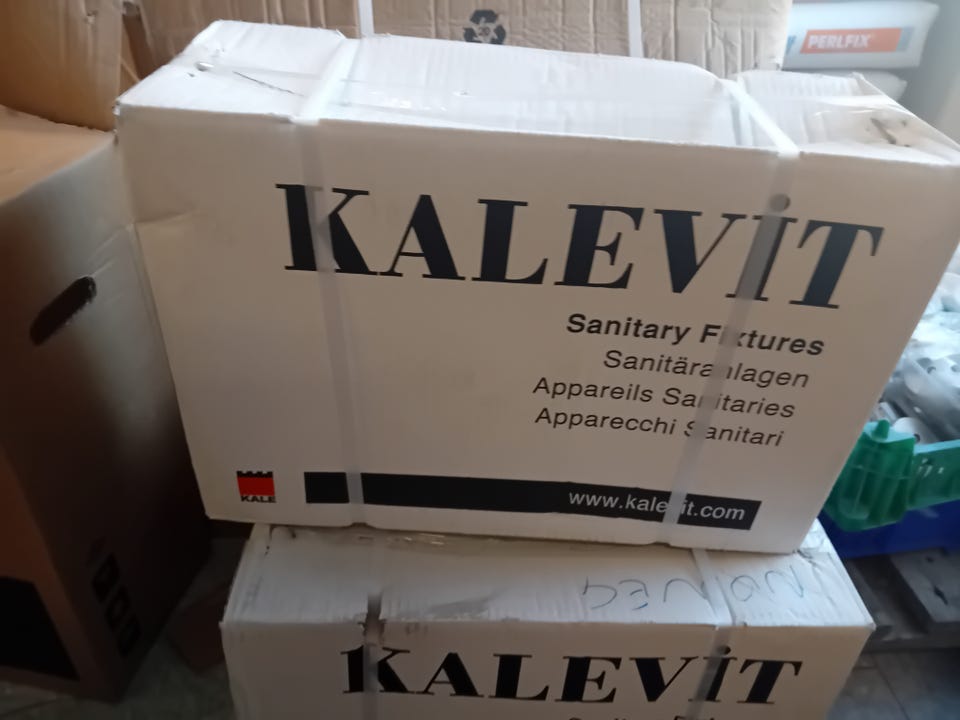 PERLFIX
KALEVİT
Sanitary Fixtures
Sanitäranlagen
Appareils Sanitaries
Apparecchi Sanitari
KALE
www.kalevit.com
KALEVİT